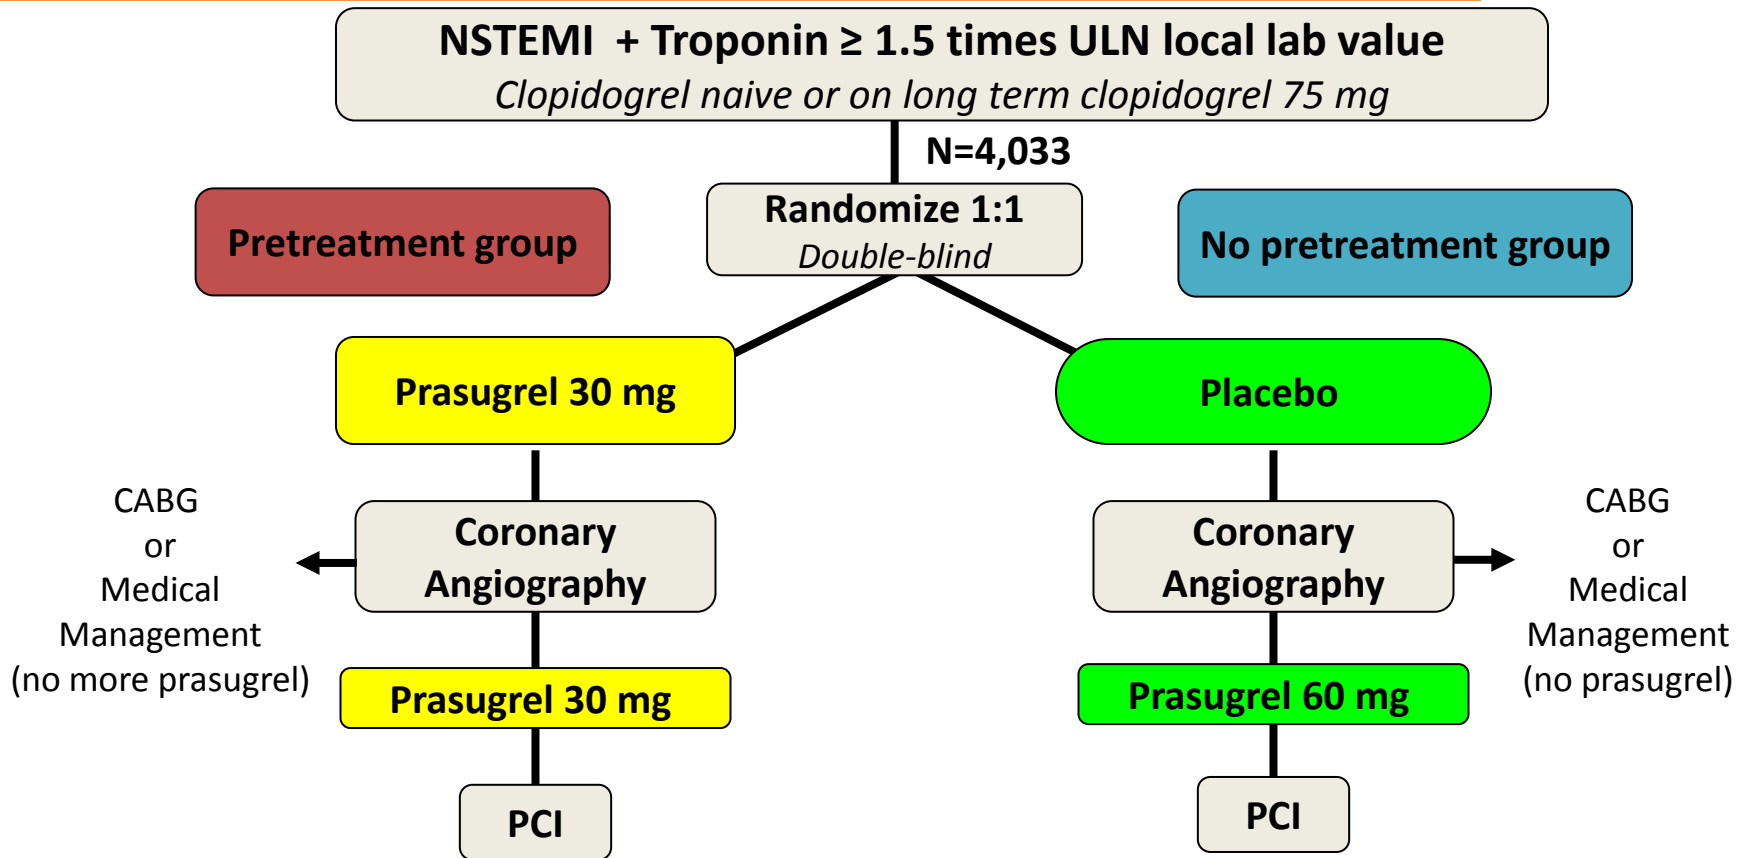 NSTEMI + Troponin ≥ 1.5 times ULN local lab value
Clopidogrel naive or on long term clopidogrel 75 mg
N=4,033
Randomize 1:1
Double-blind
Pretreatment group
No pretreatment group
Prasugrel 30 mg
Placebo
CABG
or
Medical
Management
(no more prasugrel)
Coronary
Angiography
Coronary
Angiography
CABG
or
Medical
Management
(no prasugrel)
Prasugrel 30 mg
Prasugrel 60 mg
PCI
PCI